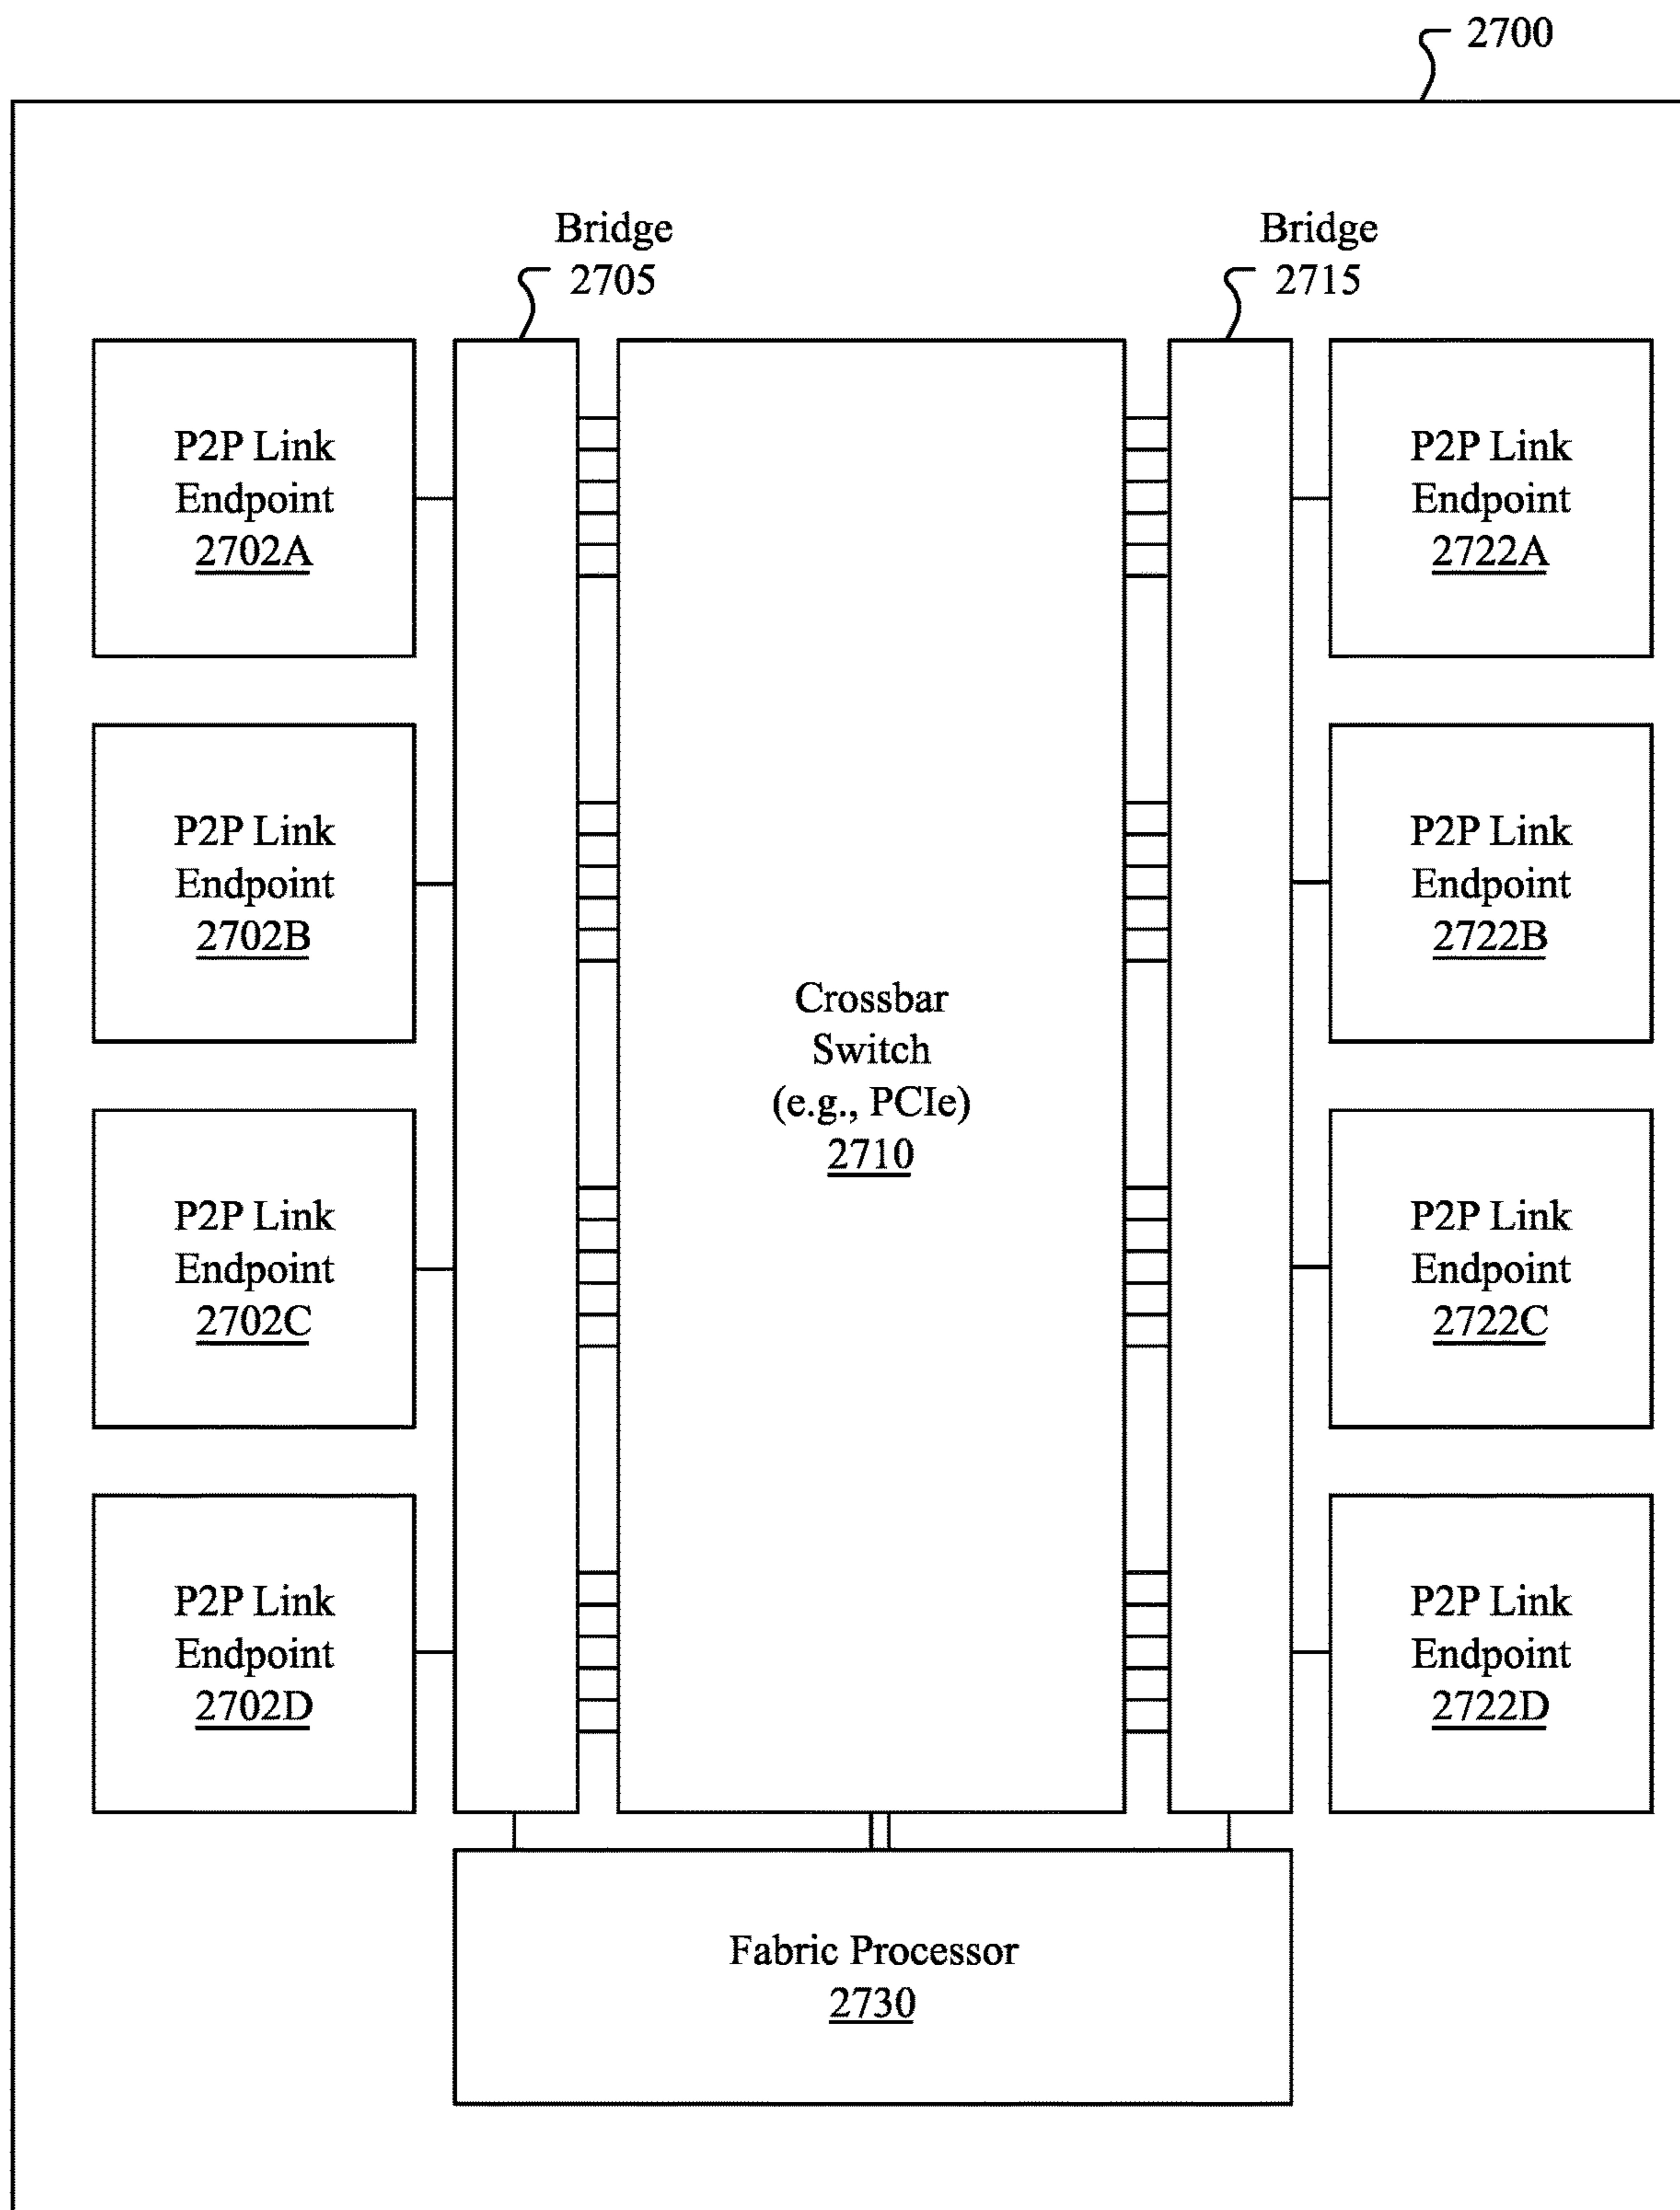 2700
Bridge
2705
Bridge
2715
P2P Link
Endpoint
2702A
P2P Link
Endpoint
2722A
P2P Link
Endpoint
2702B
P2P Link
Endpoint
2722B
Crossbar
Switch
(e.g., PCIe)
2710
P2P Link
Endpoint
2702C
P2P Link
Endpoint
2722C
P2P Link
Endpoint
2702D
P2P Link
Endpoint
2722D
Fabric Processor
2730